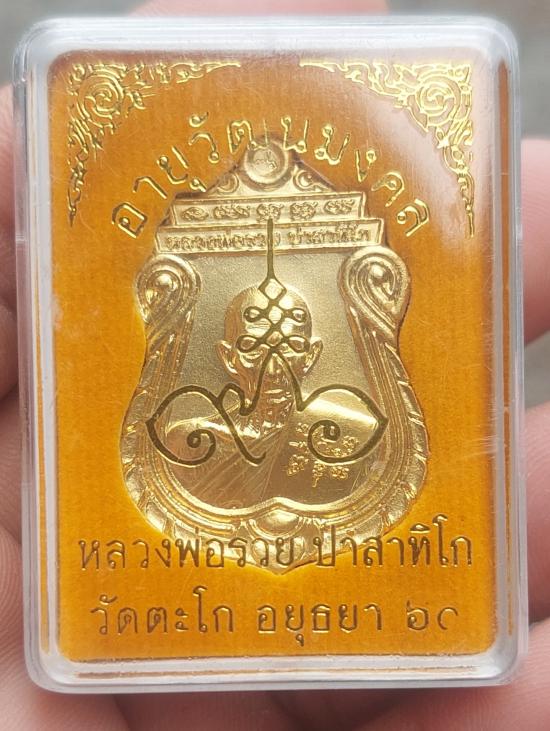 อายุวัฒนมงคล
หลวงพ่อรวย ปาสาทิโก
หลวงพ่อรวย ปาสาทิโก
วัดตะโก อยุธยา ๖๐